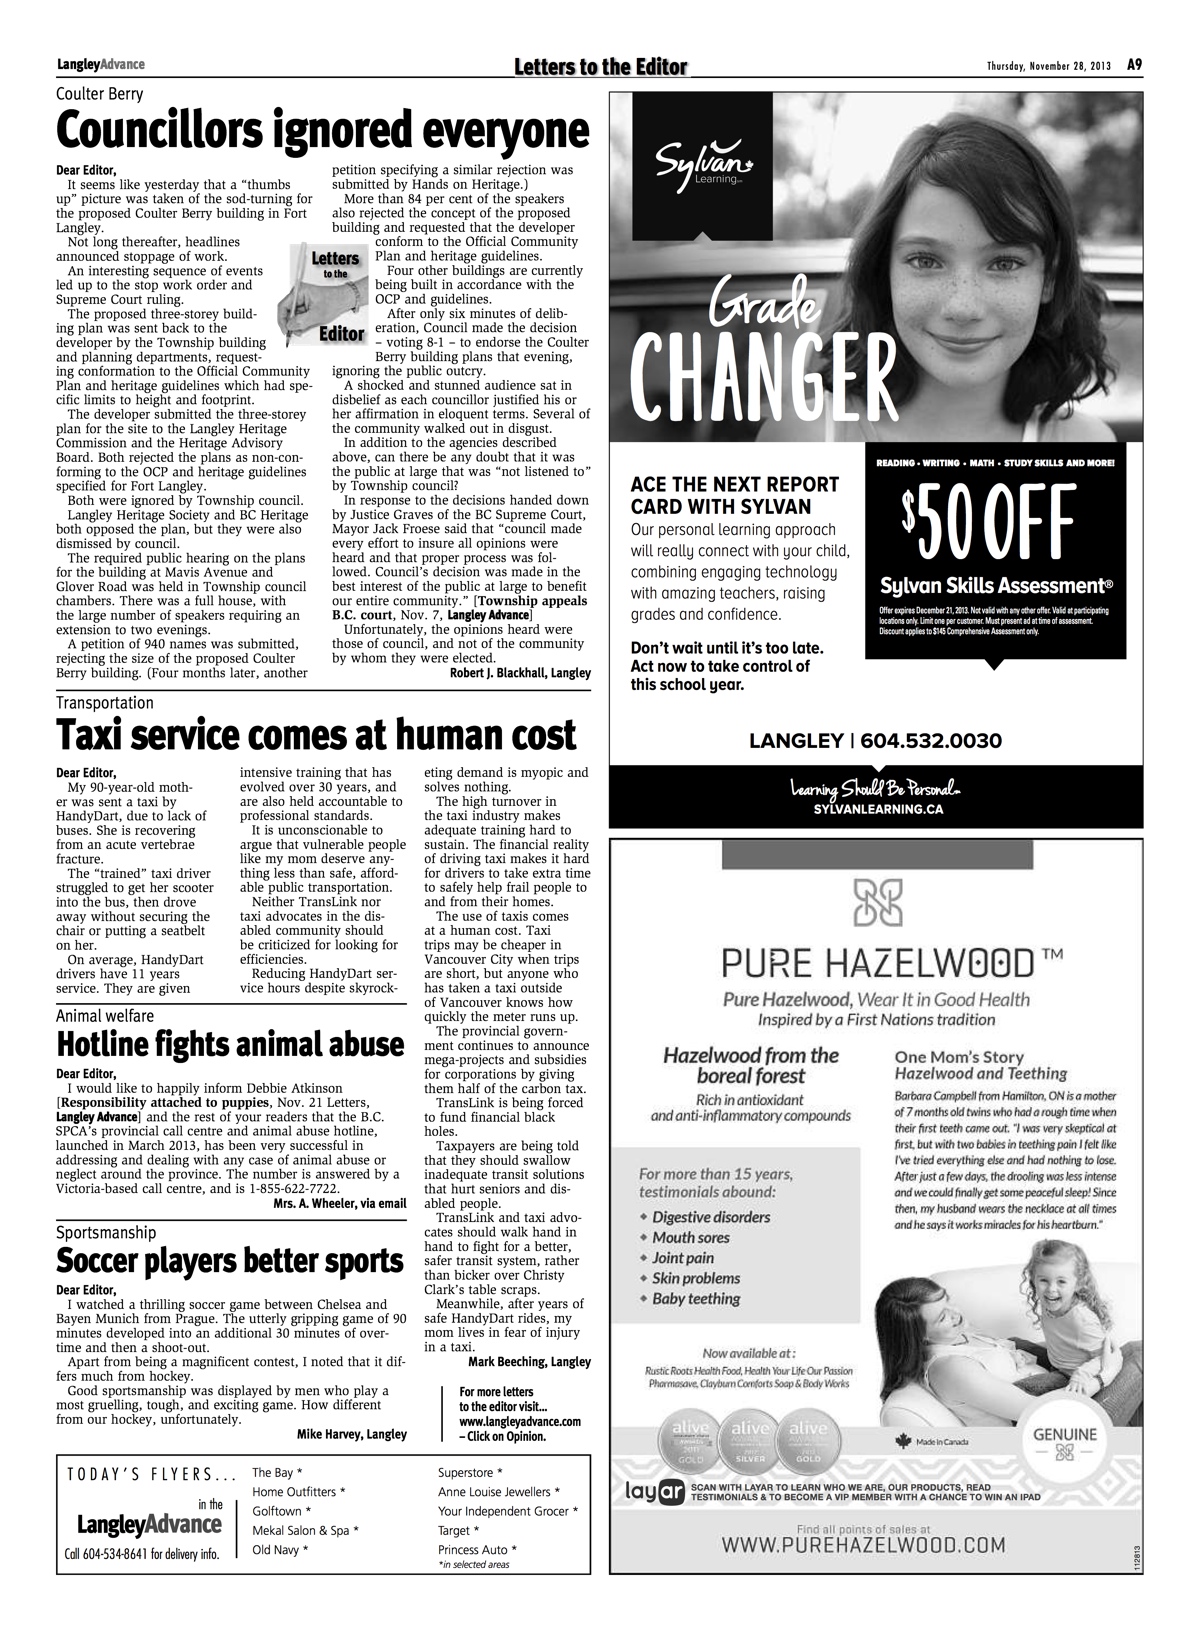 LangleyAdvance
Letters to the Editor
Thursday, November 28, 2013 A9
Coulter Berry
Councillors ignored everyone
Dear Editor,
It seems like yesterday that a “thumbs
up” picture was taken of the sod-turning for
the proposed Coulter Berry building in Fort
Langley.
Not long thereafter, headlines
announced stoppage of work.
An interesting sequence of events
led up to the stop work order and
Supreme Court ruling.
The proposed three-storey build-
ing plan was sent back to the
developer by the Township building
and planning departments, request-
ing conformation to the Official Community
Plan and heritage guidelines which had spe-
cific limits to height and footprint.
The developer submitted the three-storey
plan for the site to the Langley Heritage
Commission and the Heritage Advisory
Board. Both rejected the plans as non-con-
forming to the OCP and heritage guidelines
specified for Fort Langley.
Both were ignored by Township council.
Langley Heritage Society and BC Heritage
both opposed the plan, but they were also
dismissed by council.
The required public hearing on the plans
for the building at Mavis Avenue and
Glover Road was held in Township council
chambers. There was a full house, with
the large number of speakers requiring an
extension to two evenings.
A petition of 940 names was submitted,
rejecting the size of the proposed Coulter
Berry building. (Four months later, another
Letters
to the
Editor
petition specifying a similar rejection was
submitted by Hands on Heritage.)
More than 84 per cent of the speakers
also rejected the concept of the proposed
building and requested that the developer
conform to the Official Community
Plan and heritage guidelines.
Four other buildings are currently
being built in accordance with the
OCP and guidelines.
After only six minutes of delib-
eration, Council made the decision
– voting 8-1 – to endorse the Coulter
Berry building plans that evening,
ignoring the public outcry.
A shocked and stunned audience sat in
disbelief as each councillor justified his or
her affirmation in eloquent terms. Several of
the community walked out in disgust.
In addition to the agencies described
above, can there be any doubt that it was
the public at large that was “not listened to”
by Township council?
In response to the decisions handed down
by Justice Graves of the BC Supreme Court,
Mayor Jack Froese said that “council made
every effort to insure all opinions were
heard and that proper process was fol-
lowed. Council’s decision was made in the
best interest of the public at large to benefit
our entire community.” [Township appeals
B.C. court, Nov. 7, Langley Advance]
Unfortunately, the opinions heard were
those of council, and not of the community
by whom they were elected.
Robert J. Blackhall, Langley
Transportation
Taxi service comes at human cost
Dear Editor,
My 90-year-old moth-
er was sent a taxi by
HandyDart, due to lack of
buses. She is recovering
from an acute vertebrae
fracture.
The “trained” taxi driver
struggled to get her scooter
into the bus, then drove
away without securing the
chair or putting a seatbelt
on her.
On average, HandyDart
drivers have 11 years
service. They are given
intensive training that has
evolved over 30 years, and
are also held accountable to
professional standards.
It is unconscionable to
argue that vulnerable people
like my mom deserve any-
thing less than safe, afford-
able public transportation.
Neither TransLink nor
taxi advocates in the dis-
abled community should
be criticized for looking for
efficiencies.
Reducing HandyDart ser-
vice hours despite skyrock-
eting demand is myopic and
solves nothing.
The high turnover in
the taxi industry makes
adequate training hard to
sustain. The financial reality
of driving taxi makes it hard
for drivers to take extra time
to safely help frail people to
and from their homes.
The use of taxis comes
at a human cost. Taxi
trips may be cheaper in
Vancouver City when trips
are short, but anyone who
has taken a taxi outside
of Vancouver knows how
quickly the meter runs up.
The provincial govern-
ment continues to announce
mega-projects and subsidies
for corporations by giving
them half of the carbon tax.
TransLink is being forced
to fund financial black
holes.
Taxpayers are being told
that they should swallow
inadequate transit solutions
that hurt seniors and dis-
abled people.
TransLink and taxi advo-
cates should walk hand in
hand to fight for a better,
safer transit system, rather
than bicker over Christy
Clark’s table scraps.
Meanwhile, after years of
safe HandyDart rides, my
mom lives in fear of injury
in a taxi.
Mark Beeching, Langley
For more letters
to the editor visit...
www.langleyadvance.com
– Click on Opinion.
Animal welfare
Hotline fights animal abuse
Dear Editor,
I would like to happily inform Debbie Atkinson
[Responsibility attached to puppies, Nov. 21 Letters,
Langley Advance] and the rest of your readers that the B.C.
SPCA’s provincial call centre and animal abuse hotline,
launched in March 2013, has been very successful in
addressing and dealing with any case of animal abuse or
neglect around the province. The number is answered by a
Victoria-based call centre, and is 1-855-622-7722.
Mrs. A. Wheeler, via email
Sportsmanship
Soccer players better sports
Dear Editor,
I watched a thrilling soccer game between Chelsea and
Bayen Munich from Prague. The utterly gripping game of 90
minutes developed into an additional 30 minutes of over-
time and then a shoot-out.
Apart from being a magnificent contest, I noted that it dif-
fers much from hockey.
Good sportsmanship was displayed by men who play a
most gruelling, tough, and exciting game. How different
from our hockey, unfortunately.
Mike Harvey, Langley
TODAY’S FLYERS...
in the
LangleyAdvance
Call 604-534-8641 for delivery info.
The Bay *
Home Outfitters *
Golftown *
Mekal Salon & Spa *
Old Navy *
Superstore *
Anne Louise Jewellers *
Your Independent Grocer *
Target *
Princess Auto *
*in selected areas
Sylvan
Learning
Grade
CHANGER
ACE THE NEXT REPORT
CARD WITH SYLVAN
Our personal learning approach
will really connect with your child,
combining engaging technology
with amazing teachers, raising
grades and confidence.
Don’t wait until it’s too late.
Act now to take control of
this school year.
READING • WRITING • MATH • STUDY SKILLS AND MORE!
$50 OFF
Sylvan Skills Assessment®
Offer expires December 21, 2013. Not valid with any other offer. Valid at participating
locations only. Limit one per customer. Must present ad at time of assessment.
Discount applies to $145 Comprehensive Assessment only.
LANGLEY | 604.532.0030
Learning Should Be Personal
SYLVANLEARNING.CA
PURE HAZELWOOD™
Pure Hazelwood, Wear It in Good Health
Inspired by a First Nations tradition
Hazelwood from the
boreal forest
Rich in antioxidant
and anti-inflammatory compounds
For more than 15 years,
testimonials abound:
Digestive disorders
Mouth sores
Joint pain
Skin problems
Baby teething
One Mom’s Story
Hazelwood and Teething
Barbara Campbell from Hamilton, ON is a mother
of 7 months old twins who had a rough time when
their first teeth came out. “I was very skeptical at
first, but with two babies in teething pain I felt like
I’ve tried everything else and had nothing to lose.
After just a few days, the drooling was less intense
and we could finally get some peaceful sleep! Since
then, my husband wears the necklace at all times
and he says it works miracles for his heartburn.”
Now available at :
Rustic Roots Health Food, Health Your Life Our Passion
Pharmasave, Clayburn Comforts Soap & Body Works
alive
GOLD
alive
SILVER
alive
GOLD
Made in Canada
GENUINE
layar
SCAN WITH LAYAR TO LEARN WHO WE ARE, OUR PRODUCTS, READ
TESTIMONIALS & TO BECOME A VIP MEMBER WITH A CHANCE TO WIN AN IPAD
Find all points of sales at
WWW.PUREHAZELWOOD.COM
112813